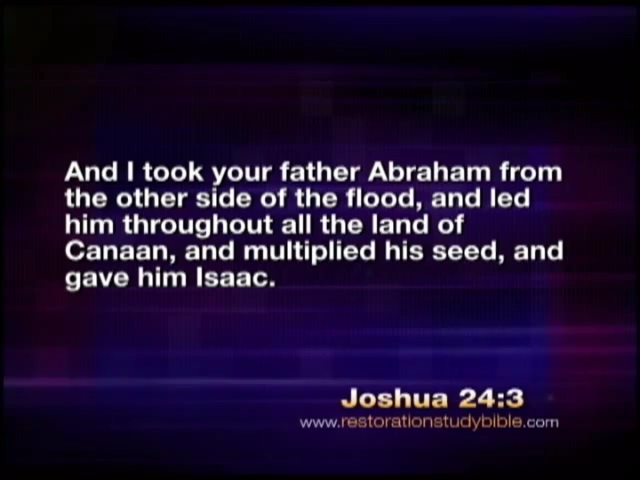 And I took your father Abraham from
the other side of the flood, and led
him throughout all the land of
Canaan, and multiplied his seed, and
gave him Isaac.
Joshua 24:3
www.restorationstudybible.com